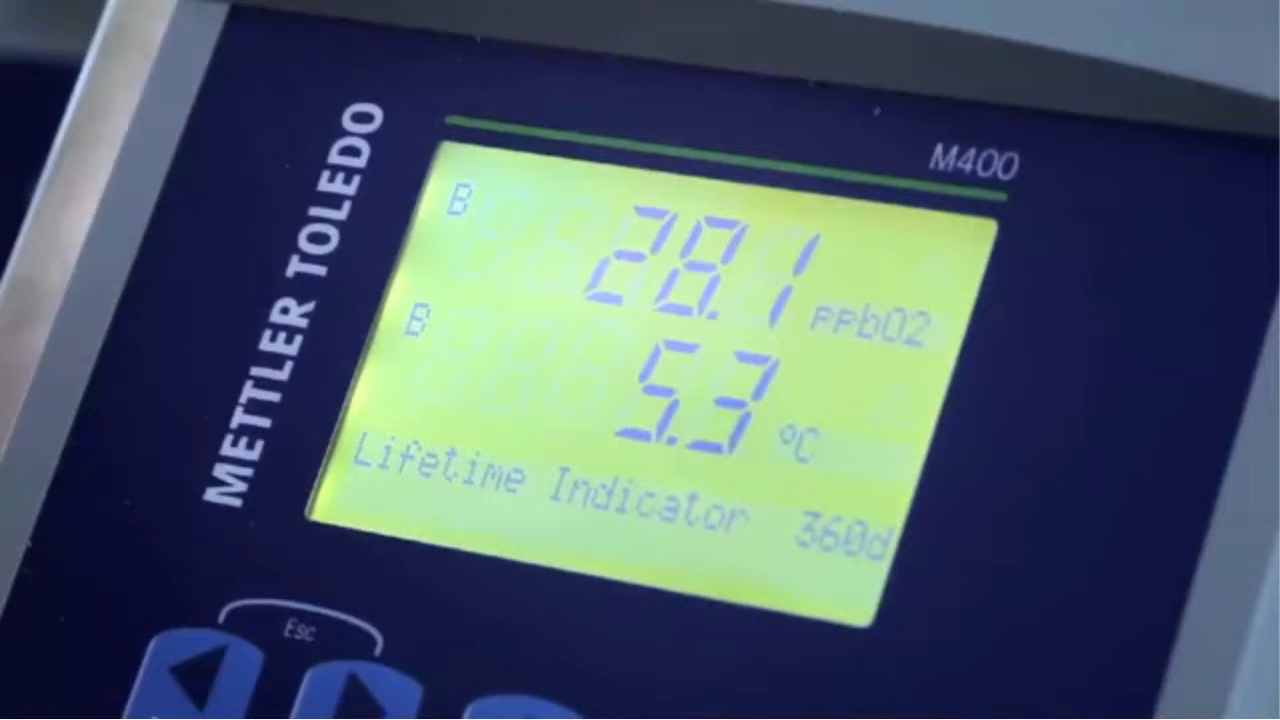 METTLER TOLEDO
M400
B 28.1 ppbO2
B 5.3 °C
Lifetime Indicator 360d
Esc